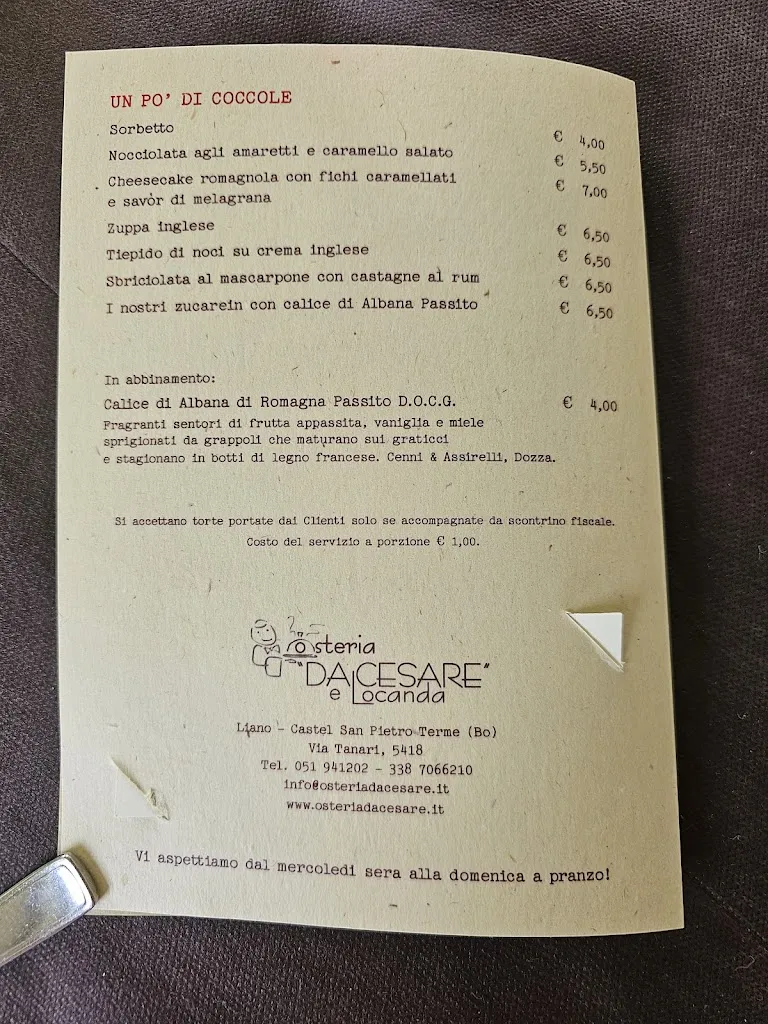 UN PO' DI COCCOLE
Sorbetto € 4,00
Nocciolata agli amaretti e caramello salato € 5,50
Cheesecake romagnola con fichi caramellati € 7,00
e savòr di melagrana
Zuppa inglese € 6,50
Tiepido di noci su crema inglese € 6,50
Sbriciolata al mascarpone con castagne al rum € 6,50
I nostri zucarein con calice di Albana Passito € 6,50
In abbinamento:
Calice di Albana di Romagna Passito D.O.C.G. € 4,00
Fragranti sentori di frutta appassita, vaniglia e miele
sprigionati da grappoli che maturano sui graticci
e stagionano in botti di legno francese. Cenni & Assirelli, Dozza.
Si accettano torte portate dai Clienti solo se accompagnate da scontrino fiscale.
Costo del servizio a porzione € 1,00.
Osteria
"DA CESARE"
e Locanda
Liano - Castel San Pietro Terme (Bo)
Via Tanari, 5418
Tel. 051 941202 - 338 7066210
info@osteriadacesare.it
www.osteriadacesare.it
Vi aspettiamo dal mercoledì sera alla domenica a pranzo!